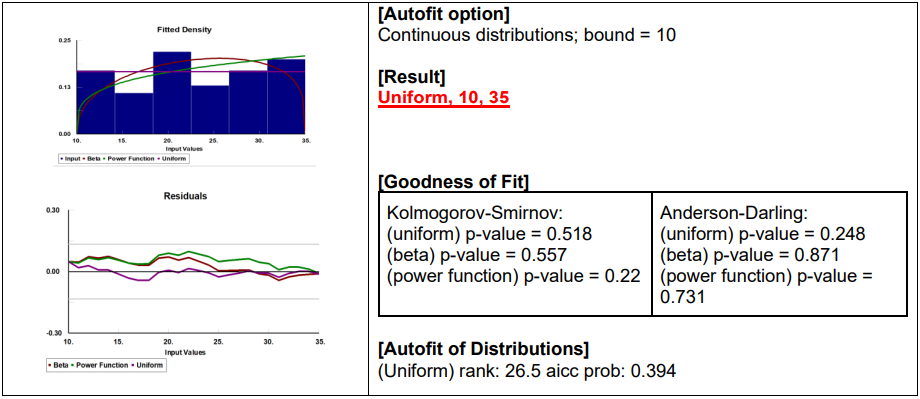 Fitted Density
0.25
0.13
0.00
10. 15. 20. 25. 30. 35.
Input Values
Input Beta Power Function Uniform
Residuals
0.30
0.00
-0.30
10. 15. 20. 25. 30. 35.
Input Values
Beta Power Function Uniform
[Autofit option]
Continuous distributions; bound = 10
[Result]
Uniform, 10, 35
[Goodness of Fit]
Kolmogorov-Smirnov:
(uniform) p-value = 0.518
(beta) p-value = 0.557
(power function) p-value = 0.22
Anderson-Darling:
(uniform) p-value = 0.248
(beta) p-value = 0.871
(power function) p-value =
0.731
[Autofit of Distributions]
(Uniform) rank: 26.5 aicc prob: 0.394